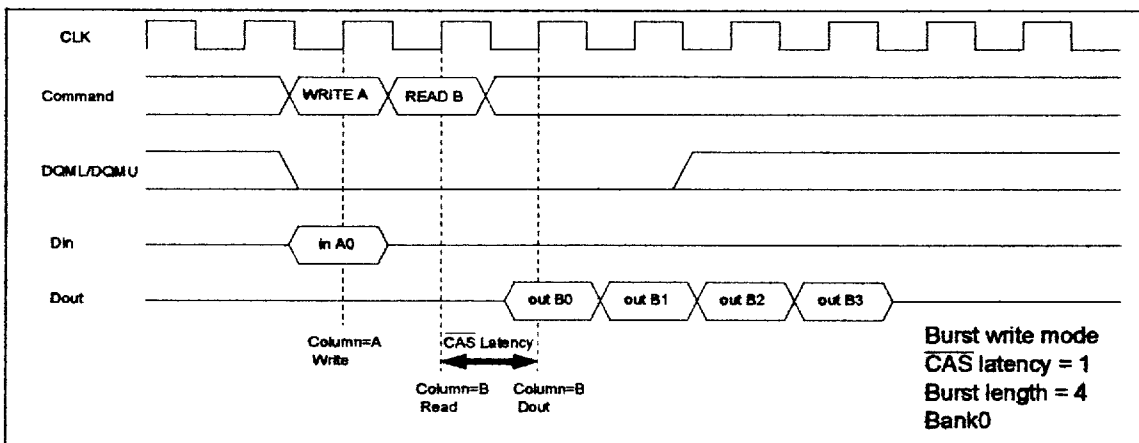 CLK
Command
WRITE A
READ B
DQML/DQMU
Din
in A0
Dout
out B0
out B1
out B2
out B3
Column=A
Write
CAS Latency
Column=B
Read
Column=B
Dout
Burst write mode
CAS latency = 1
Burst length = 4
Bank0